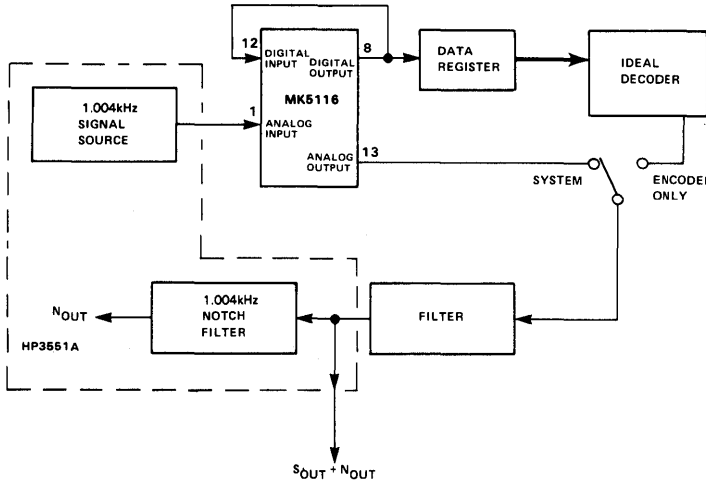 12
DIGITAL
INPUT
DIGITAL
OUTPUT
8
DATA
REGISTER
IDEAL
DECODER
MK5116
1.004kHz
SIGNAL
SOURCE
1
ANALOG
INPUT
ANALOG
OUTPUT
13
SYSTEM
ENCODER
ONLY
NOUT
1.004kHz
NOTCH
FILTER
FILTER
HP3551A
SOUT + NOUT